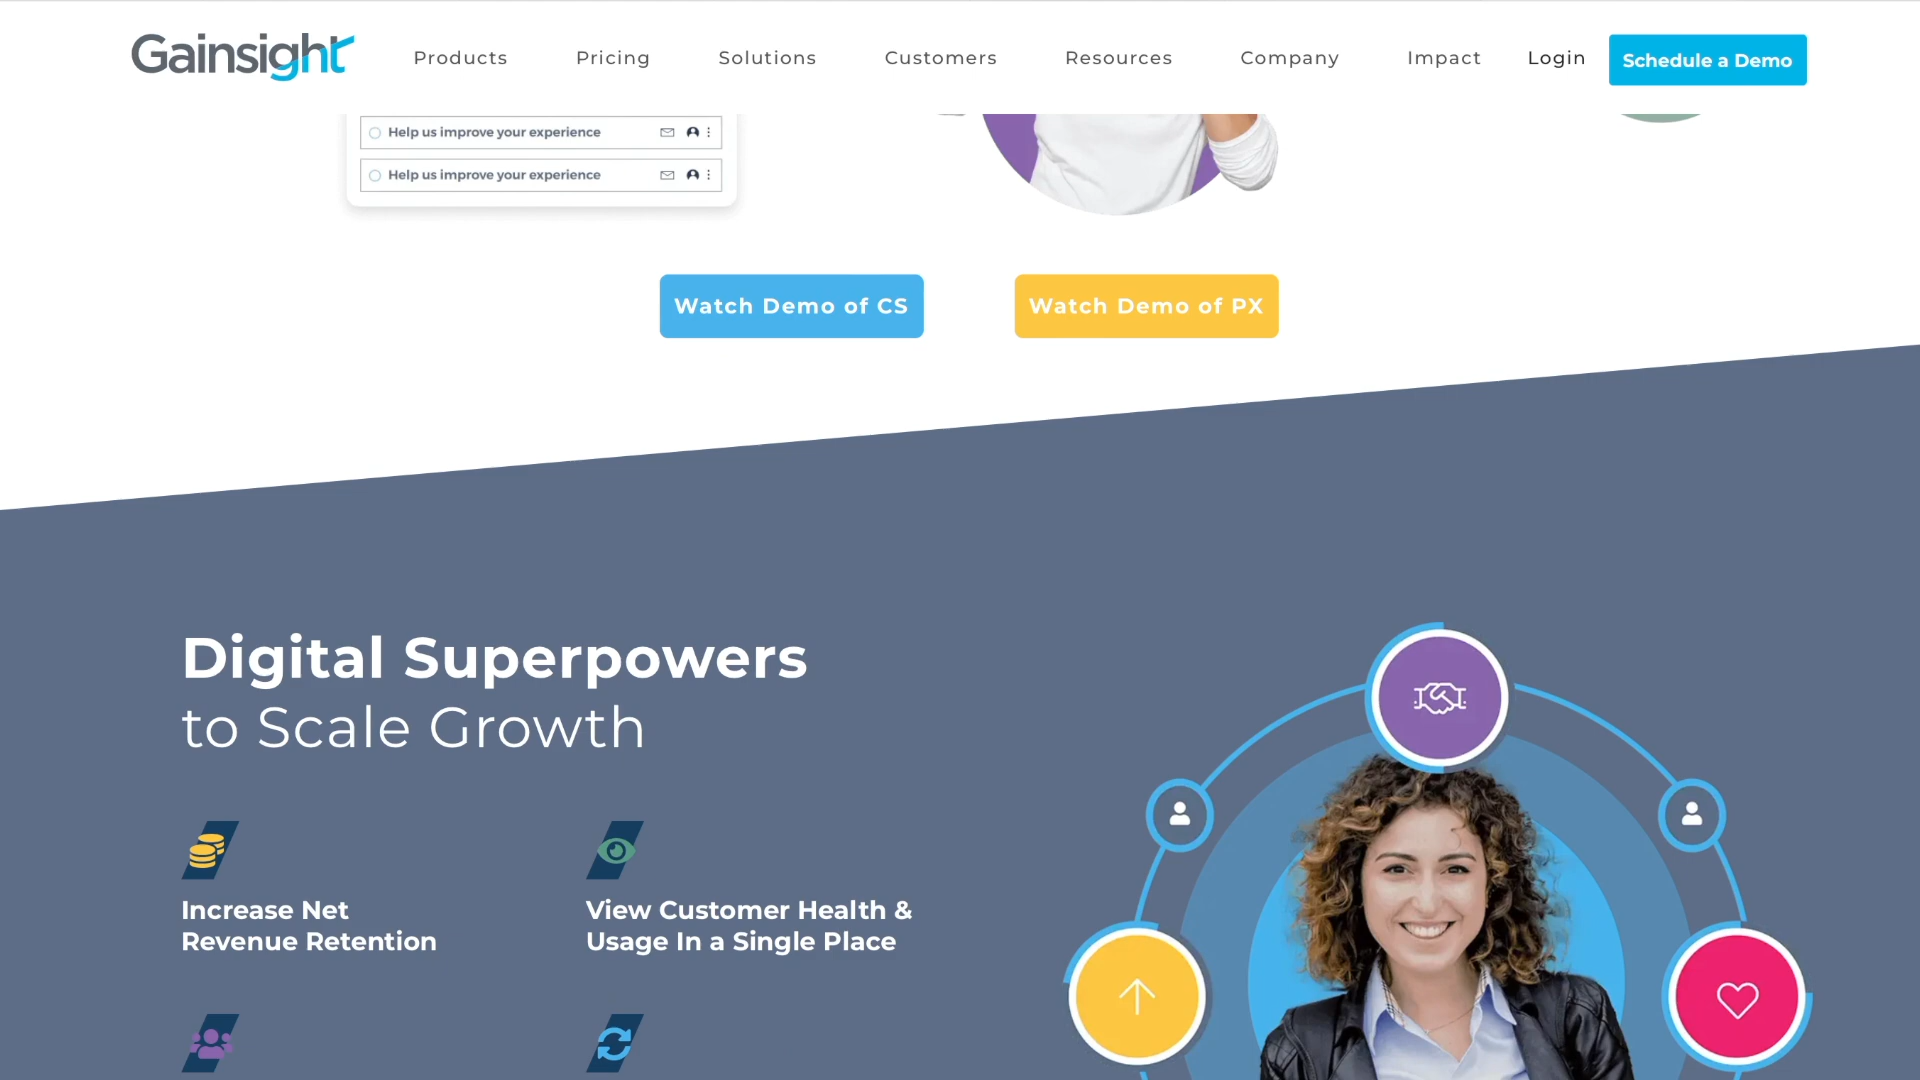 Gainsight
Products
Pricing
Solutions
Customers
Resources
Company
Impact
Login
Schedule a Demo
Help us improve your experience
Help us improve your experience
Watch Demo of CS
Watch Demo of PX
Digital Superpowers
to Scale Growth
Increase Net
Revenue Retention
View Customer Health &
Usage In a Single Place